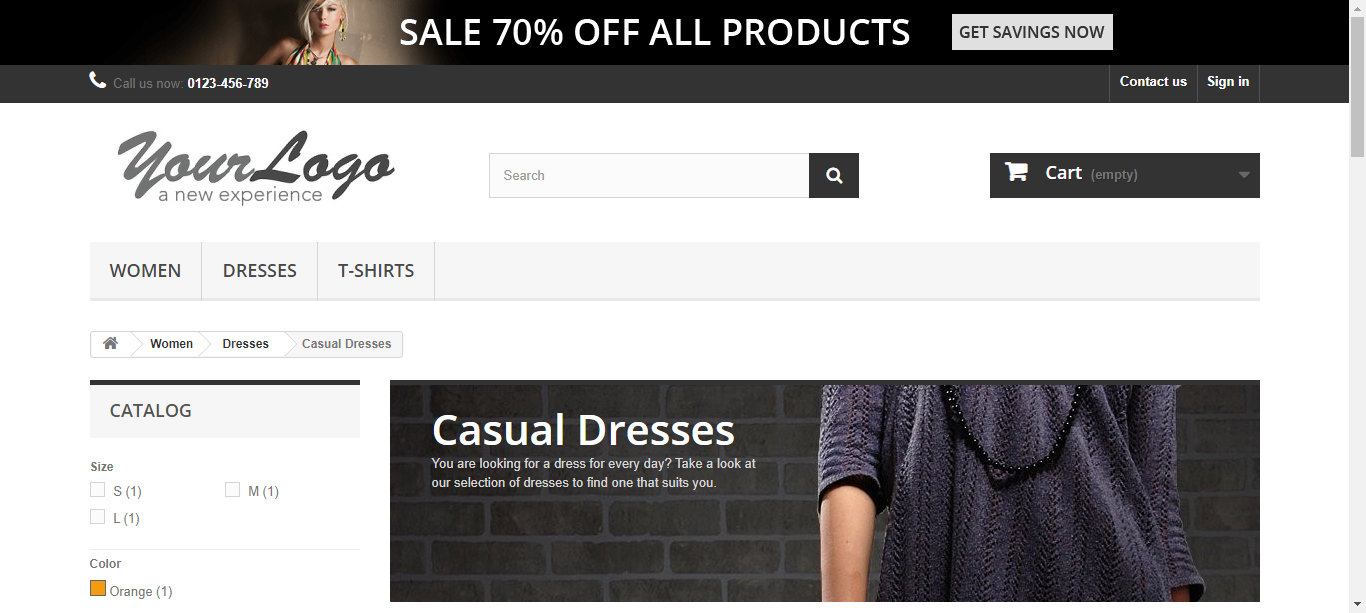 SALE 70% OFF ALL PRODUCTS GET SAVINGS NOW
Call us now: 0123-456-789 Contact us Sign in
Your Logo
a new experience
Search
Cart (empty)
WOMEN DRESSES T-SHIRTS
Women Dresses Casual Dresses
CATALOG
Size
S (1) M (1)
L (1)
Color
Orange (1)
Casual Dresses
You are looking for a dress for every day? Take a look at
our selection of dresses to find one that suits you.